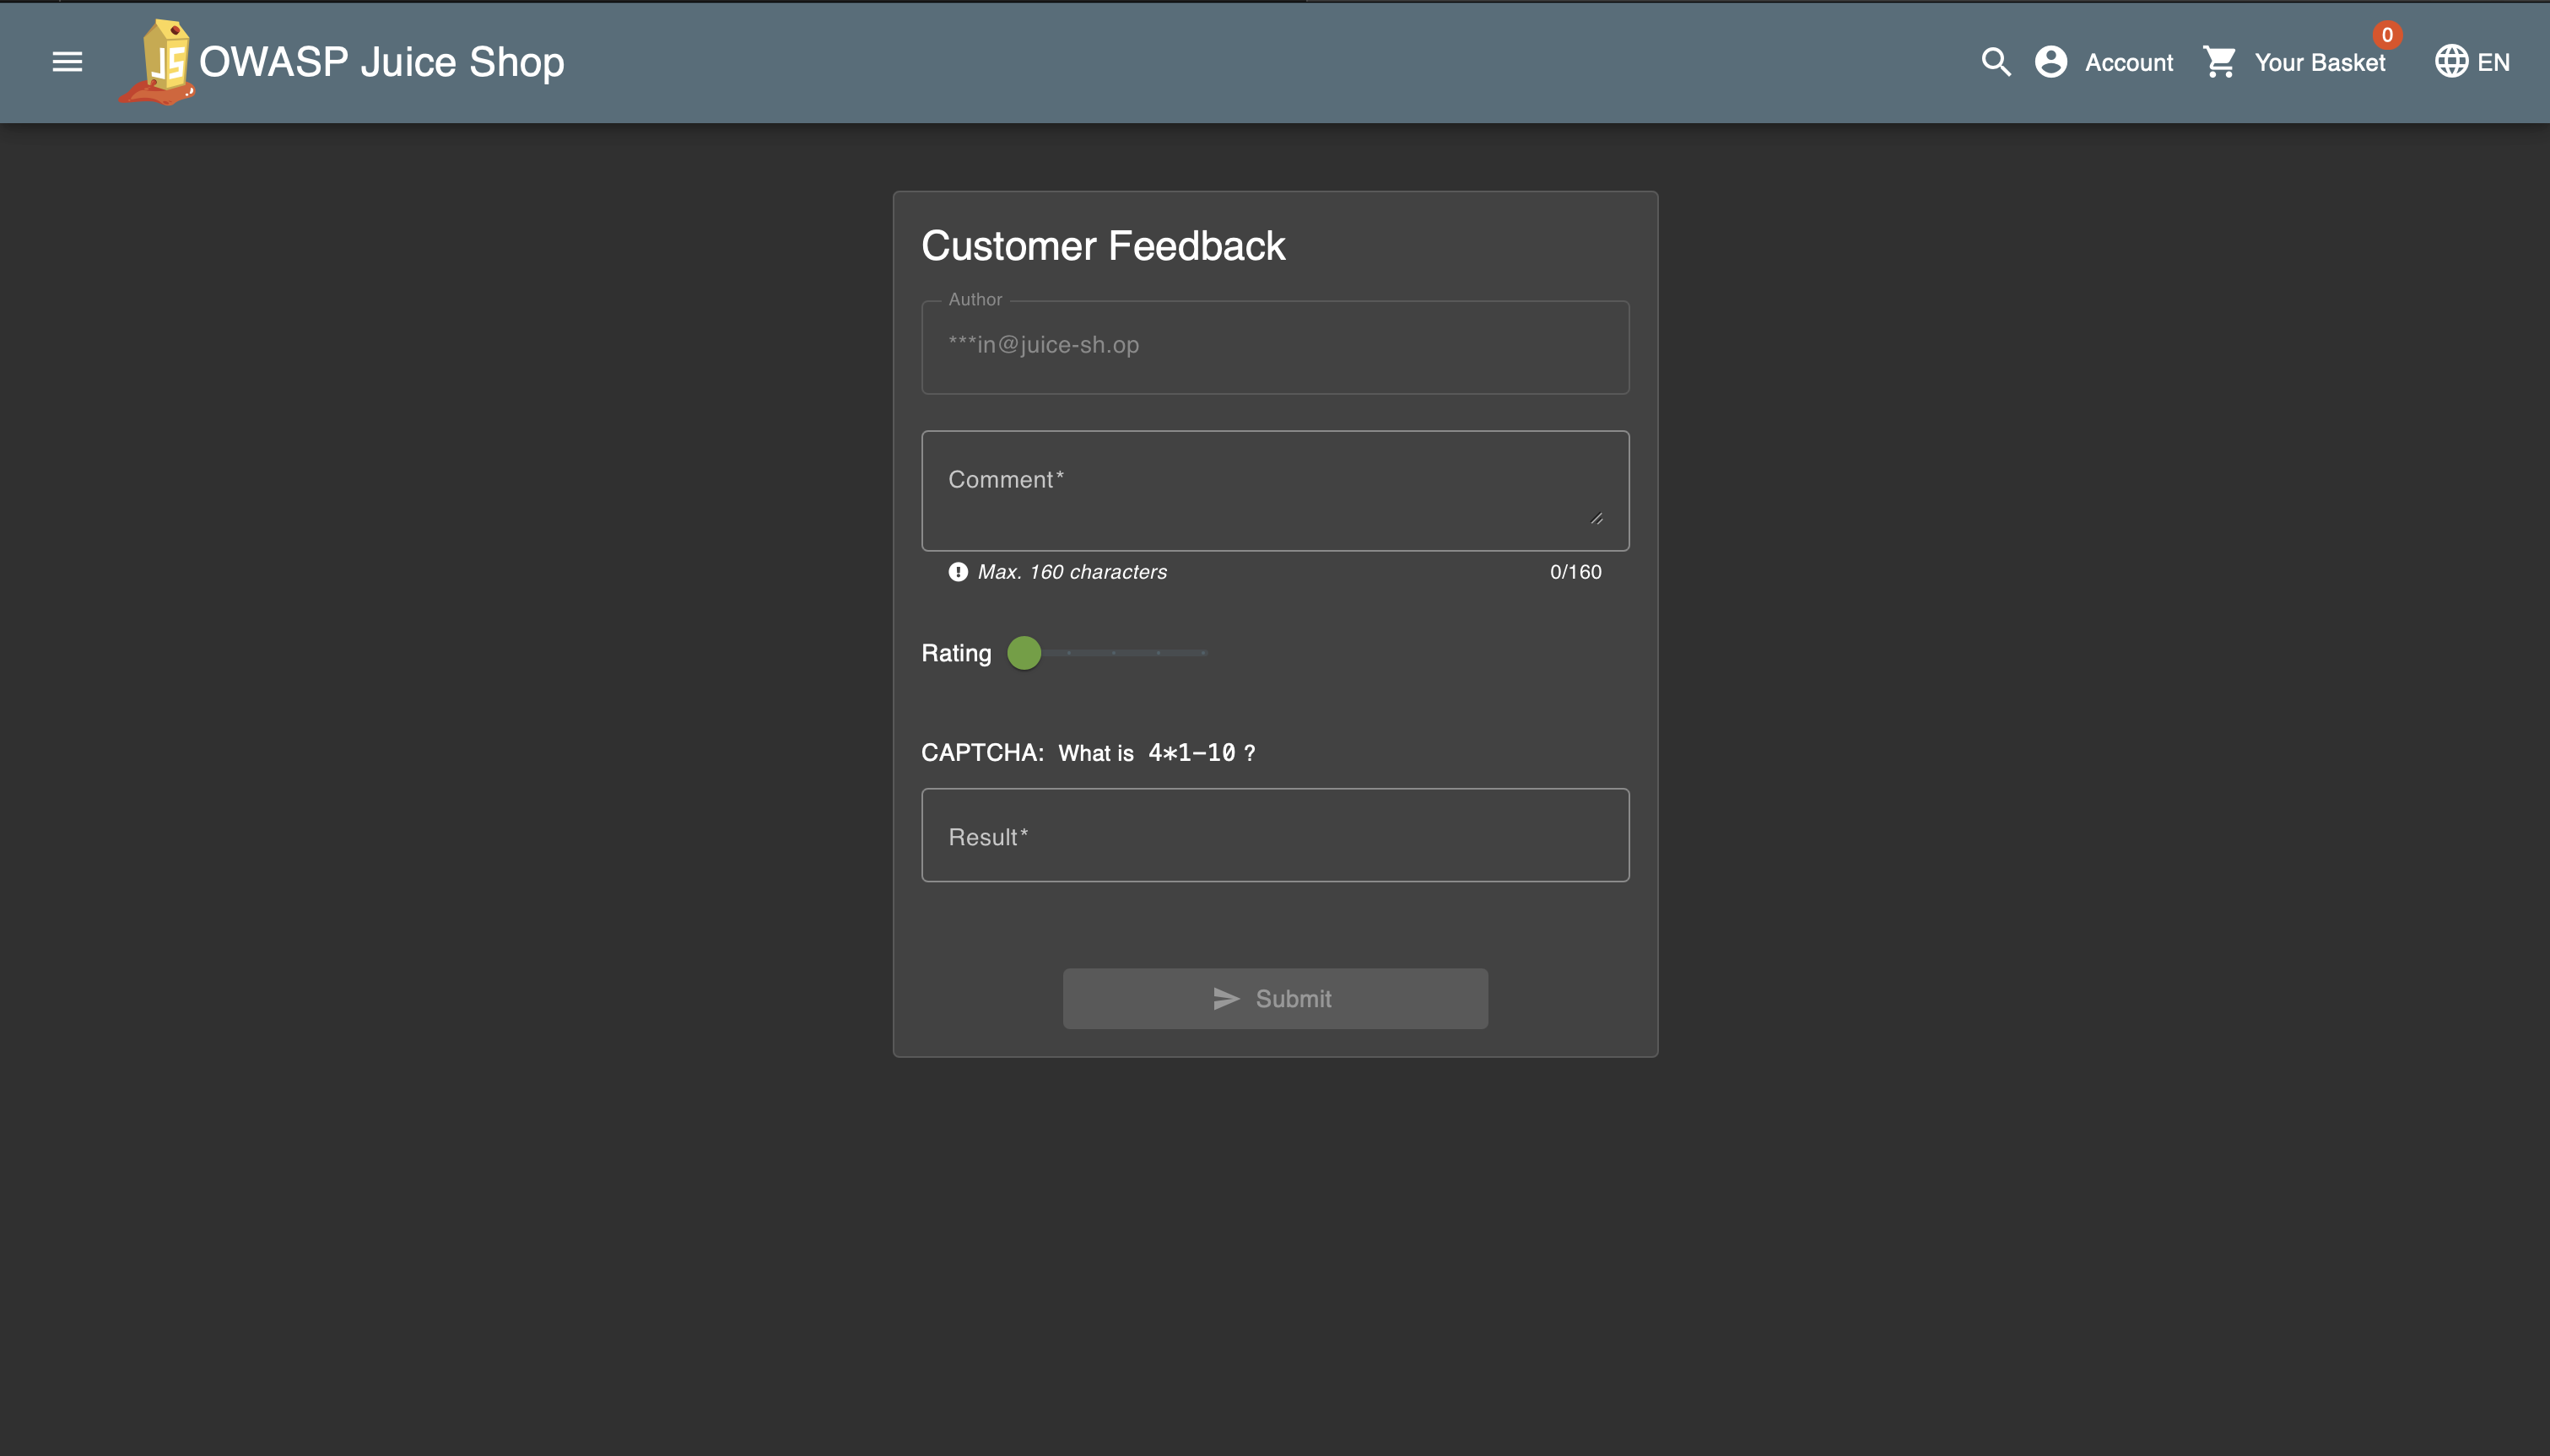 JS OWASP Juice Shop Account Your Basket 0 EN
Customer Feedback
Author
***in@juice-sh.op
Comment*
Max. 160 characters 0/160
Rating
CAPTCHA: What is 4*1-10 ?
Result*
Submit